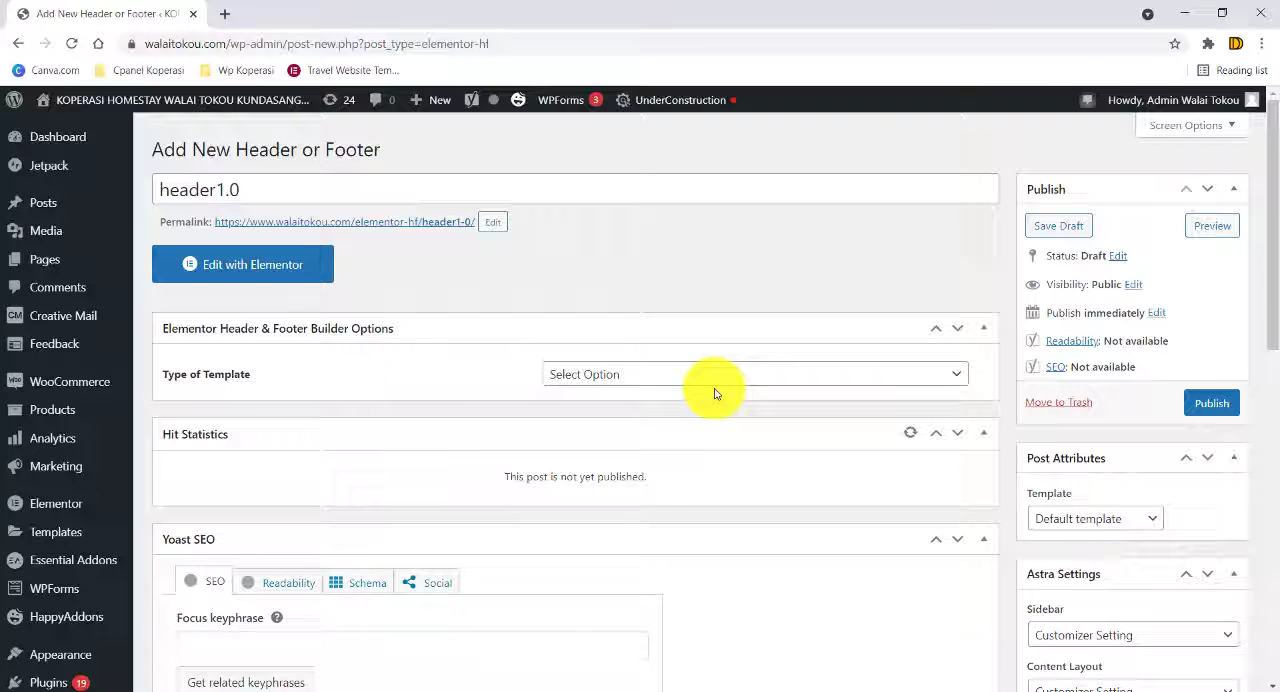 Add New Header or Footer ‹ KO
walaitokou.com/wp-admin/post-new.php?post_type=elementor-hf
Canva.com Cpanel Koperasi Wp Koperasi Travel Website Tem... Reading list
KOPERASI HOMESTAY WALAI TOKOU KUNDASANG... 24 0 New WPForms 3 UnderConstruction Howdy, Admin Walai Tokou
Screen Options
Dashboard
Jetpack
Posts
Media
Pages
Comments
CM Creative Mail
Feedback
Woo WooCommerce
Products
Analytics
Marketing
Elementor
Templates
EA Essential Addons
WPForms
HappyAddons
Appearance
Plugins 19
Add New Header or Footer
header1.0
Permalink: https://www.walaitokou.com/elementor-hf/header1-0/ Edit
Edit with Elementor
Elementor Header & Footer Builder Options
Type of Template Select Option
Hit Statistics
This post is not yet published.
Yoast SEO
SEO Readability Schema Social
Focus keyphrase ?
Get related keyphrases
Publish
Save Draft Preview
Status: Draft Edit
Visibility: Public Edit
Publish immediately Edit
Readability: Not available
SEO: Not available
Move to Trash Publish
Post Attributes
Template
Default template
Astra Settings
Sidebar
Customizer Setting
Content Layout
Customizer Setting